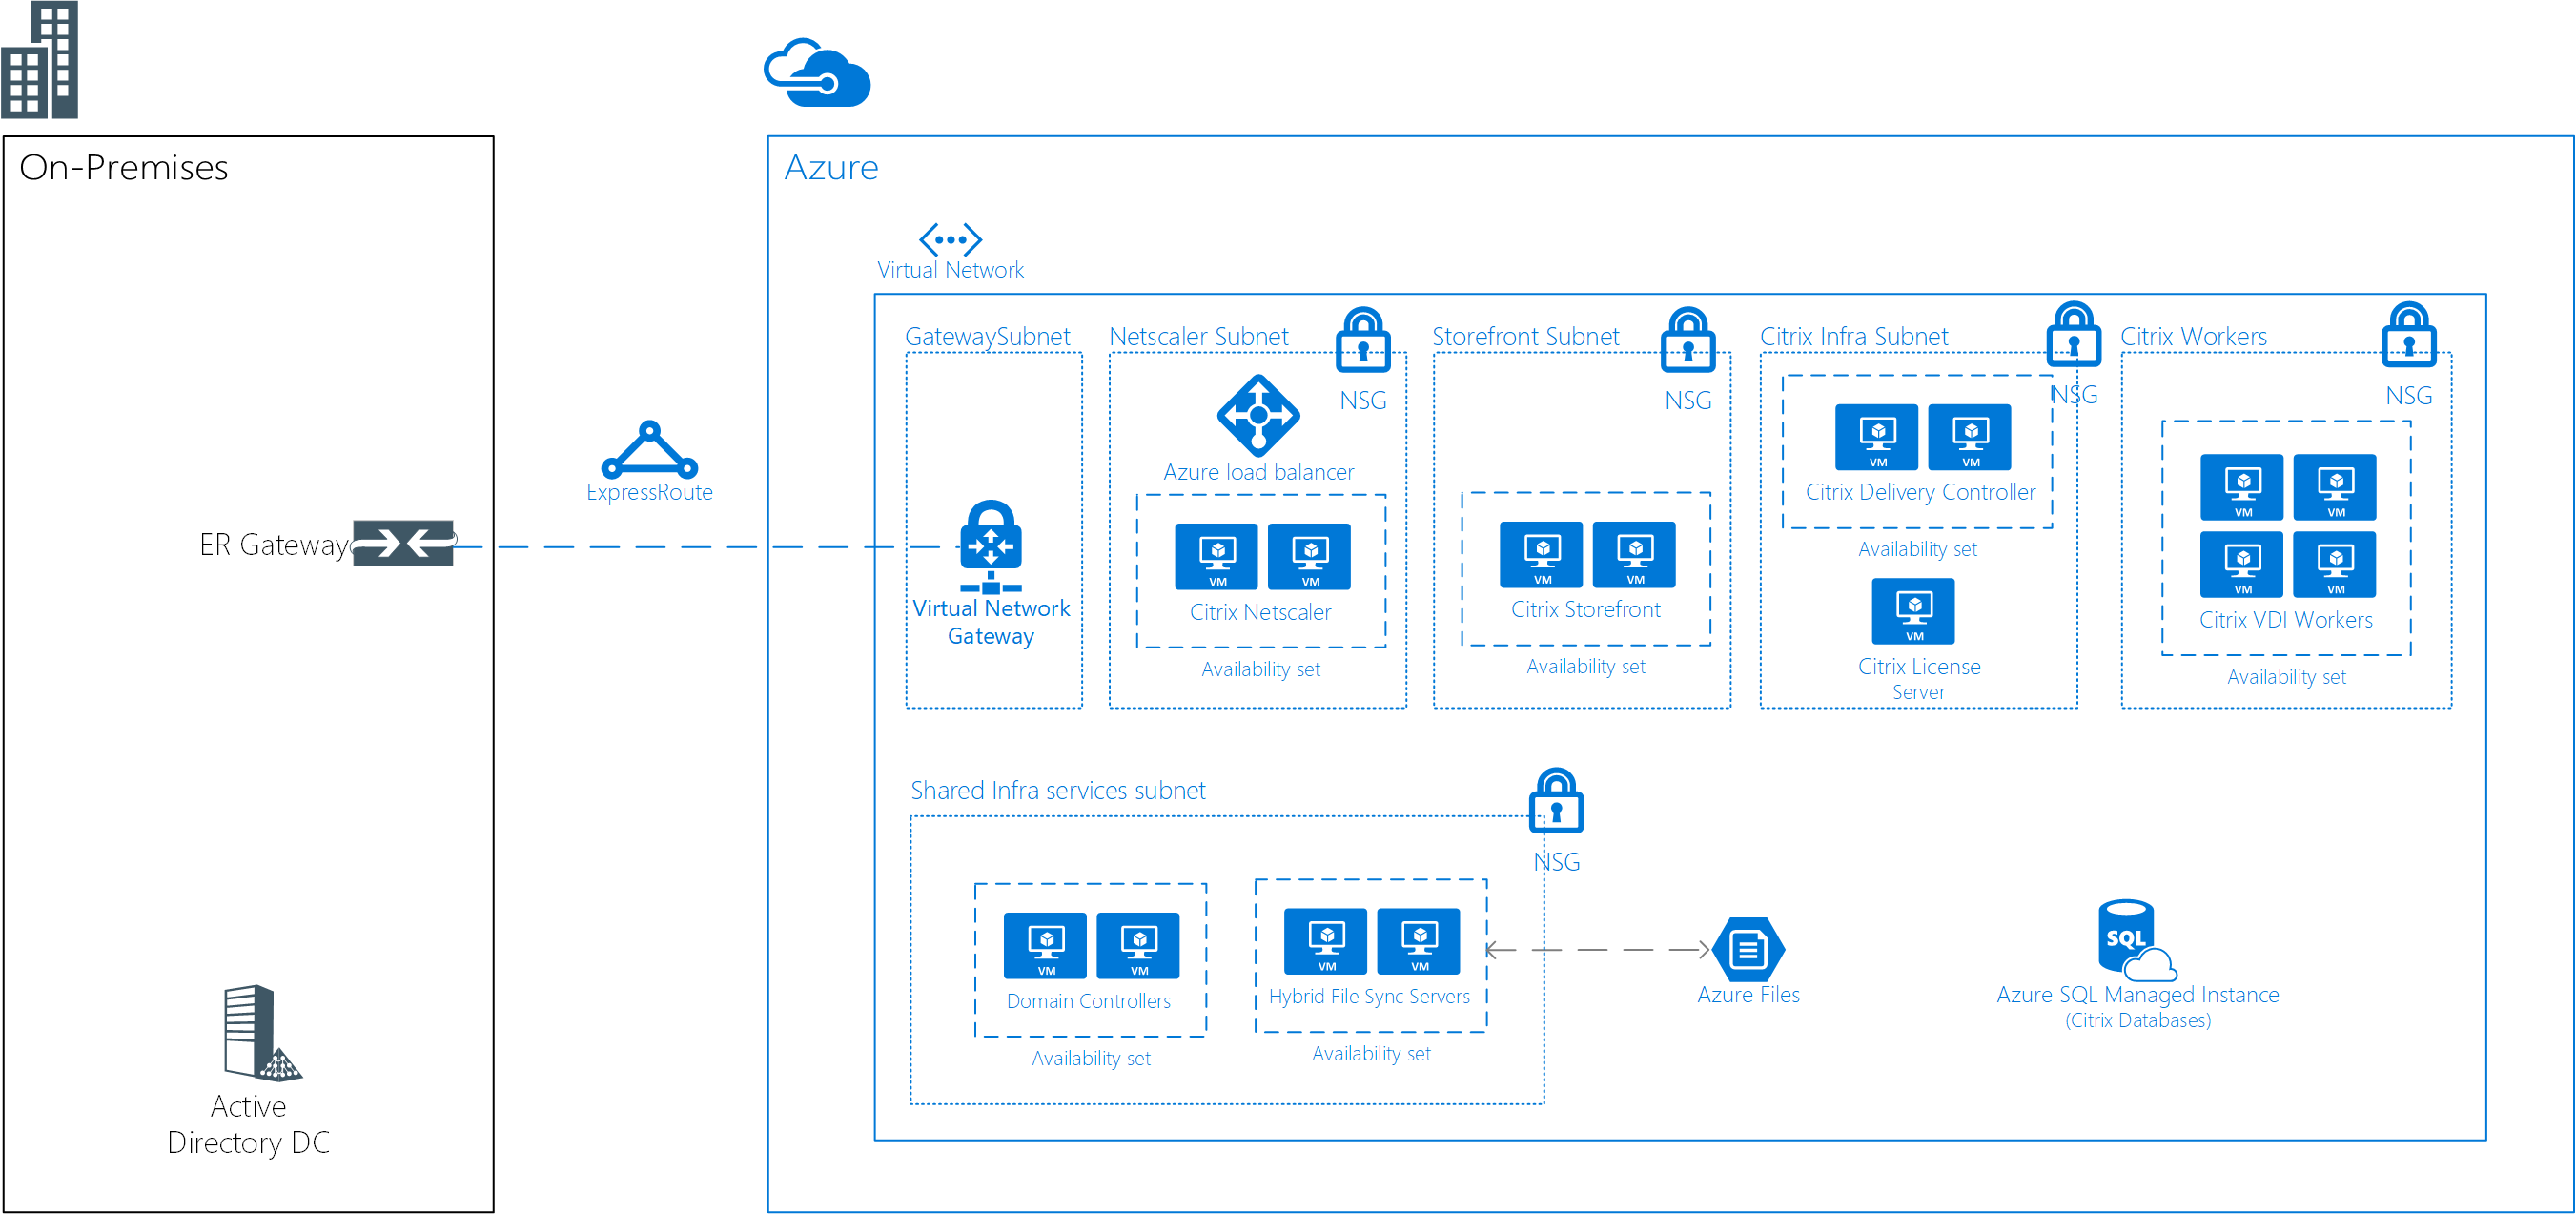 On-Premises
Azure
Virtual Network
GatewaySubnet
Netscaler Subnet
Storefront Subnet
Citrix Infra Subnet
Citrix Workers
NSG
NSG
NSG
NSG
ExpressRoute
ER Gateway
Virtual Network
Gateway
Azure load balancer
VM
VM
Citrix Netscaler
Availability set
VM
VM
Citrix Storefront
Availability set
VM
VM
Citrix Delivery Controller
Availability set
VM
Citrix License
Server
VM
VM
VM
VM
Citrix VDI Workers
Availability set
Shared Infra services subnet
NSG
VM
VM
Domain Controllers
Availability set
VM
VM
Hybrid File Sync Servers
Availability set
Azure Files
SQL
Azure SQL Managed Instance
(Citrix Databases)
Active
Directory DC